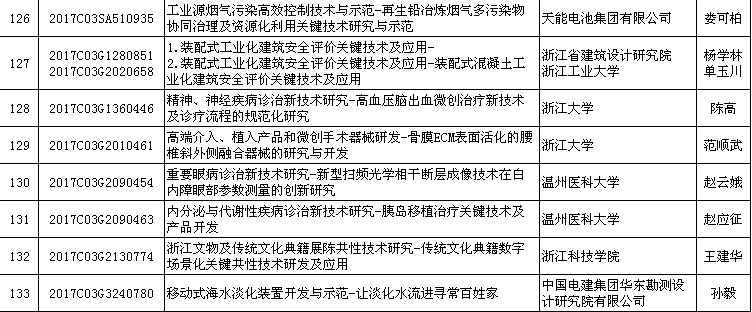 126 2017C03SA510935 工业源烟气污染高效控制技术与示范-再生铅冶炼烟气多污染物 天能电池集团有限公司 娄可柏
协同治理及资源化利用关键技术研究与示范
127 2017C03G1280851 1.装配式工业化建筑安全评价关键技术及应用- 浙江省建筑设计研究院 杨学林
2017C03G2020658 2.装配式工业化建筑安全评价关键技术及应用-装配式混凝土工 浙江工业大学 单玉川
业化建筑安全评价关键技术及应用
128 2017C03G1360446 精神、神经疾病诊治新技术研究-高血压脑出血微创治疗新技术 浙江大学 陈高
及诊疗流程的规范化研究
129 2017C03G2010461 高端介入、植入产品和微创手术器械研发-骨膜ECM表面活化的腰 浙江大学 范顺武
椎斜外侧融合器械的研究与开发
130 2017C03G2090454 重要眼病诊治新技术研究-新型扫频光学相干断层成像技术在白 温州医科大学 赵云娥
内障眼部参数测量的创新研究
131 2017C03G2090463 内分泌与代谢性疾病诊治新技术研究-胰岛移植治疗关键技术及 温州医科大学 赵应征
产品开发
132 2017C03G2130774 浙江文物及传统文化典籍展陈共性技术研究-传统文化典籍数字 浙江科技学院 王建华
场景化关键共性技术研发及应用
133 2017C03G3240780 移动式海水淡化装置开发与示范-让淡化水流进寻常百姓家 中国电建集团华东勘测设 孙毅
计研究院有限公司